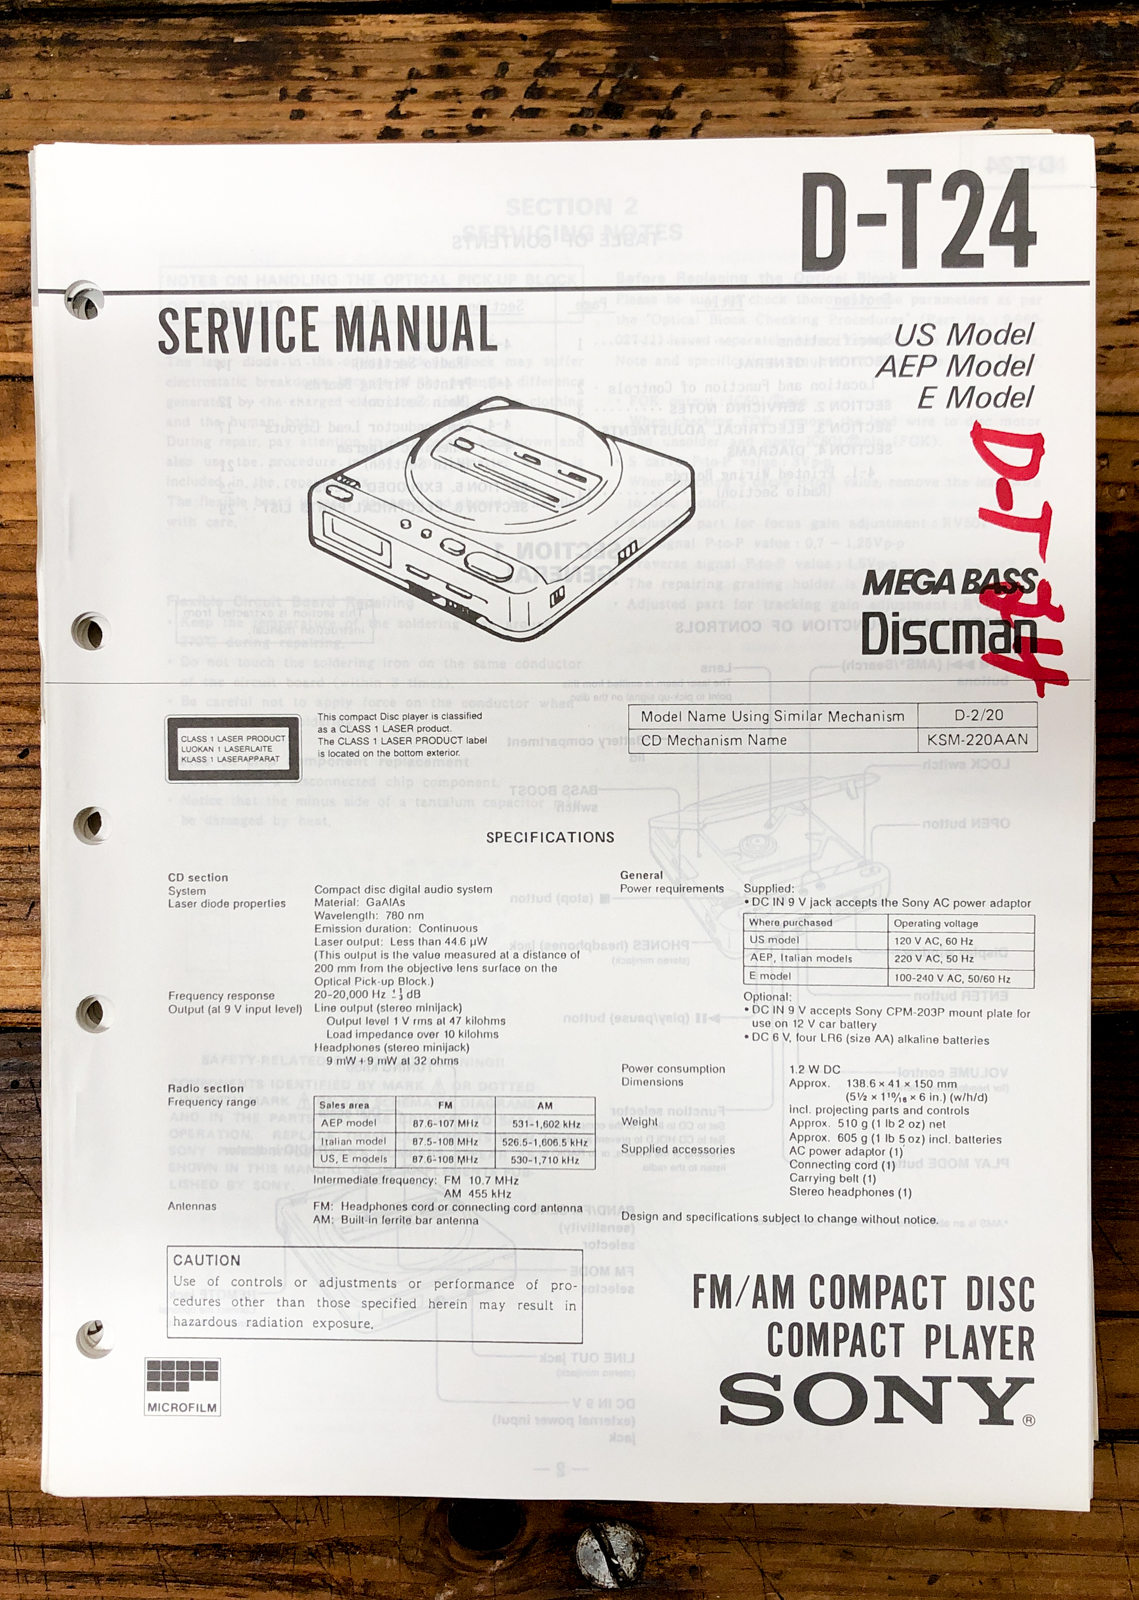 D-T24
SERVICE MANUAL
US Model
AEP Model
E Model
D-T24
MEGA BASS
Discman
CLASS 1 LASER PRODUCT
LUOKAN 1 LASERLAITE
KLASS 1 LASERAPPARAT
This compact Disc player is classified
as a CLASS 1 LASER product.
The CLASS 1 LASER PRODUCT label
is located on the bottom exterior.
Model Name Using Similar Mechanism D-2/20
CD Mechanism Name KSM-220AAN
SPECIFICATIONS
CD section
System Compact disc digital audio system
Laser diode properties Material: GaAlAs
Wavelength: 780 nm
Emission duration: Continuous
Laser output: Less than 44.6 µW
(This output is the value measured at a distance of
200 mm from the objective lens surface on the
Optical Pick-up Block.)
Frequency response 20-20,000 Hz +1 -3 dB
Output (at 9 V input level) Line output (stereo minijack)
Output level 1 V rms at 47 kilohms
Load impedance over 10 kilohms
Headphones (stereo minijack)
9 mW + 9 mW at 32 ohms
Radio section
Frequency range
Sales area FM AM
AEP model 87.6-107 MHz 531-1,602 kHz
Italian model 87.5-108 MHz 526.5-1,606.5 kHz
US, E models 87.6-108 MHz 530-1,710 kHz
Intermediate frequency: FM 10.7 MHz
AM 455 kHz
Antennas FM: Headphones cord or connecting cord antenna
AM: Built-in ferrite bar antenna
General
Power requirements Supplied:
• DC IN 9 V jack accepts the Sony AC power adaptor
Where purchased Operating voltage
US model 120 V AC, 60 Hz
AEP, Italian models 220 V AC, 50 Hz
E model 100-240 V AC, 50/60 Hz
Optional:
• DC IN 9 V accepts Sony CPM-203P mount plate for
use on 12 V car battery
• DC 6 V, four LR6 (size AA) alkaline batteries
Power consumption 1.2 W DC
Dimensions Approx. 138.6 × 41 × 150 mm
(5½ × 1¹⁰/₁₆ × 6 in.) (w/h/d)
Incl. projecting parts and controls
Weight Approx. 510 g (1 lb 2 oz) net
Approx. 605 g (1 lb 5 oz) incl. batteries
Supplied accessories AC power adaptor (1)
Connecting cord (1)
Carrying belt (1)
Stereo headphones (1)
Design and specifications subject to change without notice.
CAUTION
Use of controls or adjustments or performance of pro-
cedures other than those specified herein may result in
hazardous radiation exposure.
MICROFILM
FM/AM COMPACT DISC
COMPACT PLAYER
SONY®